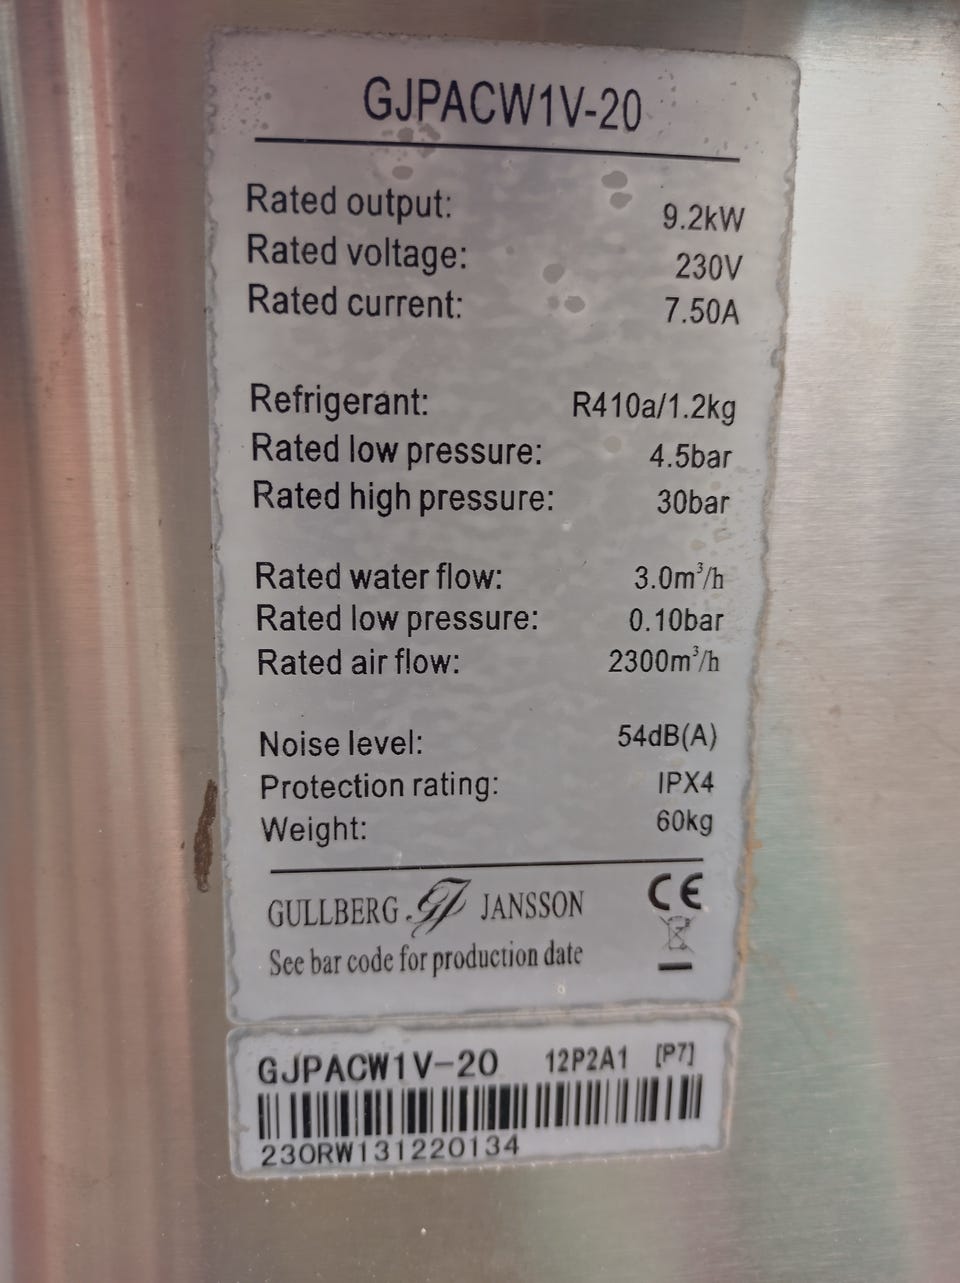 GJPACW1V-20
Rated output: 9.2kW
Rated voltage: 230V
Rated current: 7.50A
Refrigerant: R410a/1.2kg
Rated low pressure: 4.5bar
Rated high pressure: 30bar
Rated water flow: 3.0m³/h
Rated low pressure: 0.10bar
Rated air flow: 2300m³/h
Noise level: 54dB(A)
Protection rating: IPX4
Weight: 60kg
GULLBERG & JANSSON CE
See bar code for production date
GJPACW1V-20 12P2A1 [P7]
230RW131220134